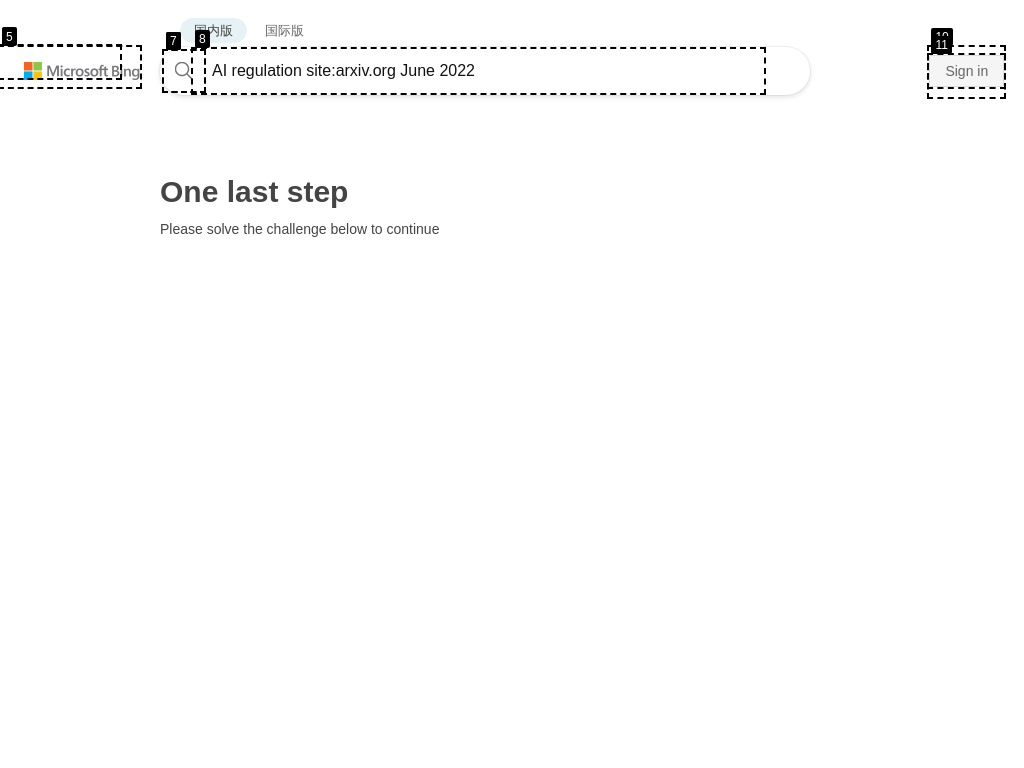 国内版 国际版
5
7
8
11
Microsoft Bing
AI regulation site:arxiv.org June 2022
Sign in
One last step
Please solve the challenge below to continue